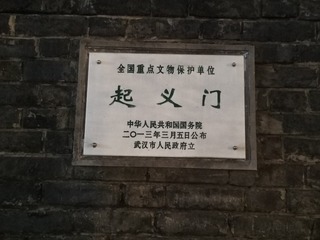 全国重点文物保护单位
起义门
中华人民共和国国务院
二〇一三年三月五日公布
武汉市人民政府立